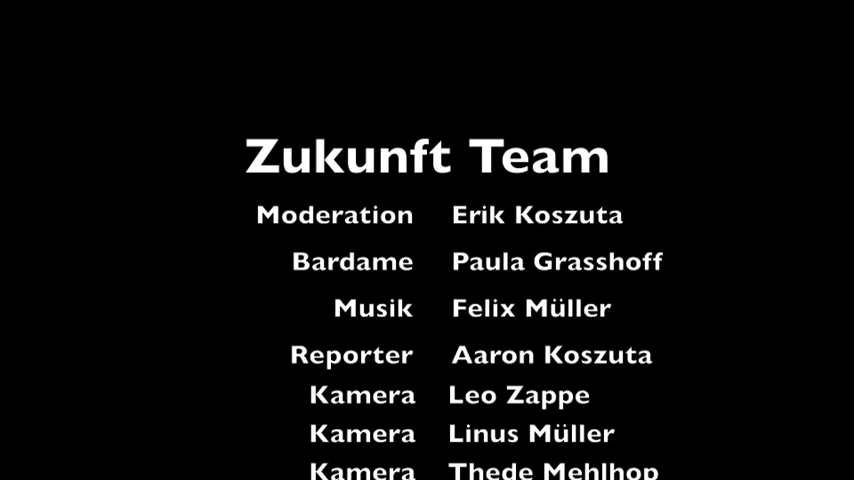 Zukunft Team
Moderation Erik Koszuta
Bardame Paula Grasshoff
Musik Felix Müller
Reporter Aaron Koszuta
Kamera Leo Zappe
Kamera Linus Müller
Kamera Thede Mehlhop